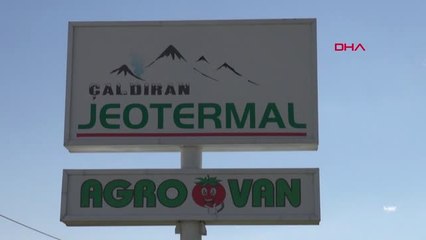 DHA
ÇALDIRAN
JEOTERMAL
AGRO VAN